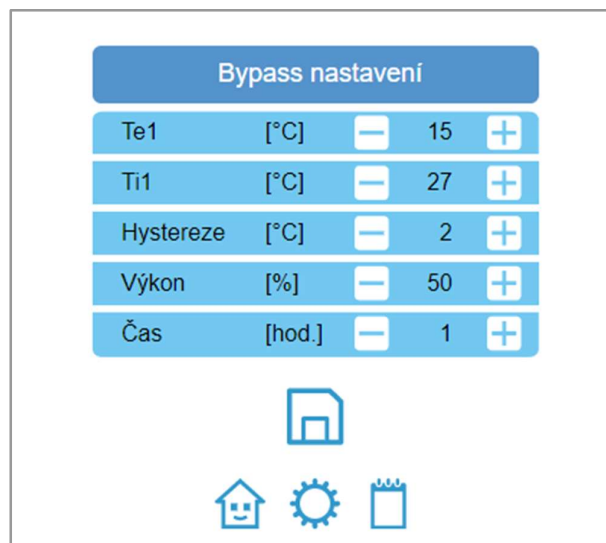 Bypass nastavení
Te1 [°C] 15
Ti1 [°C] 27
Hystereze [°C] 2
Výkon [%] 50
Čas [hod.] 1